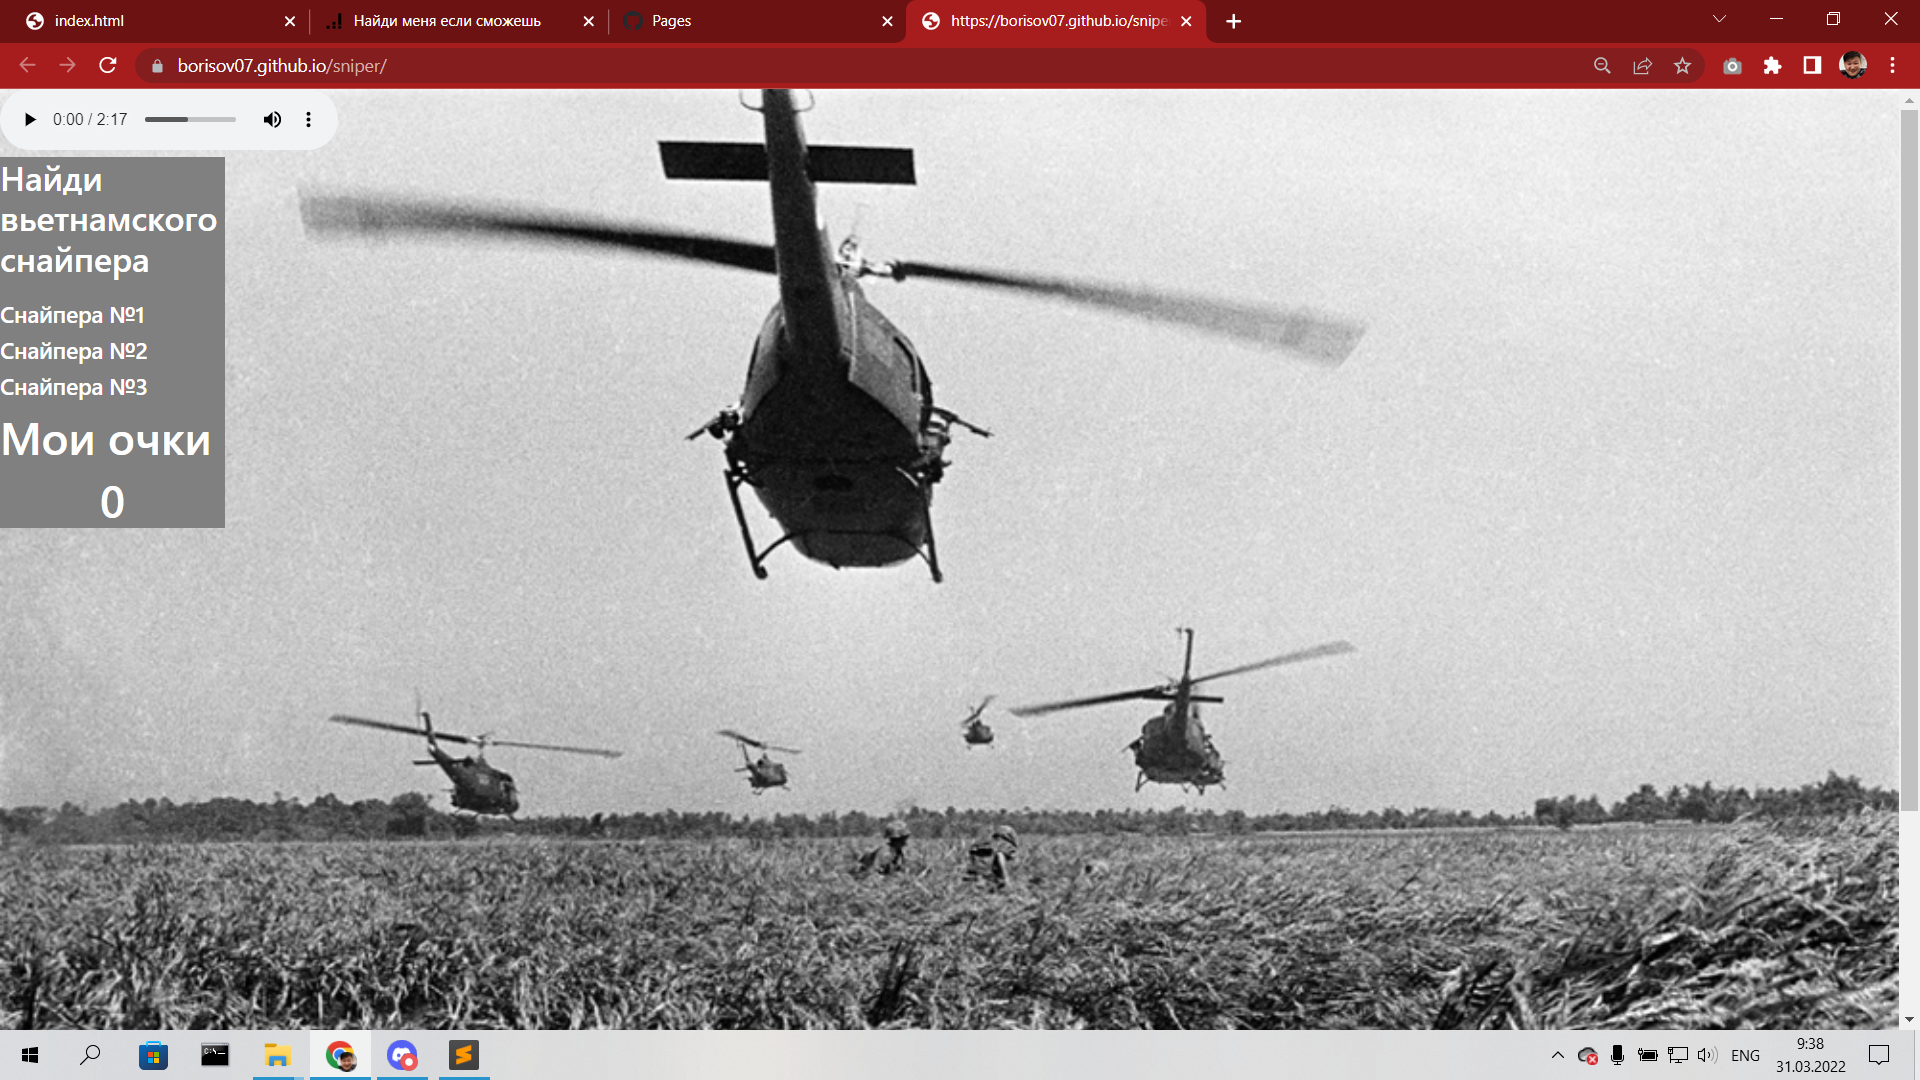 index.html
Найди меня если сможешь
Pages
https://borisov07.github.io/snipe
borisov07.github.io/sniper/
0:00 / 2:17
Найди
вьетнамского
снайпера
Снайпера №1
Снайпера №2
Снайпера №3
Мои очки
0
ENG
9:38
31.03.2022